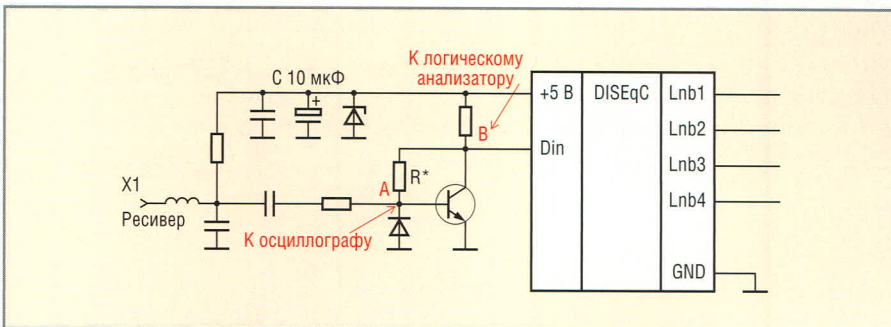 К логическому
анализатору
С 10 мкФ
+
+5 В
DISEqC
Lnb1
B
Lnb2
Din
Lnb3
R*
A
X1
Lnb4
Ресивер
К осциллографу
GND